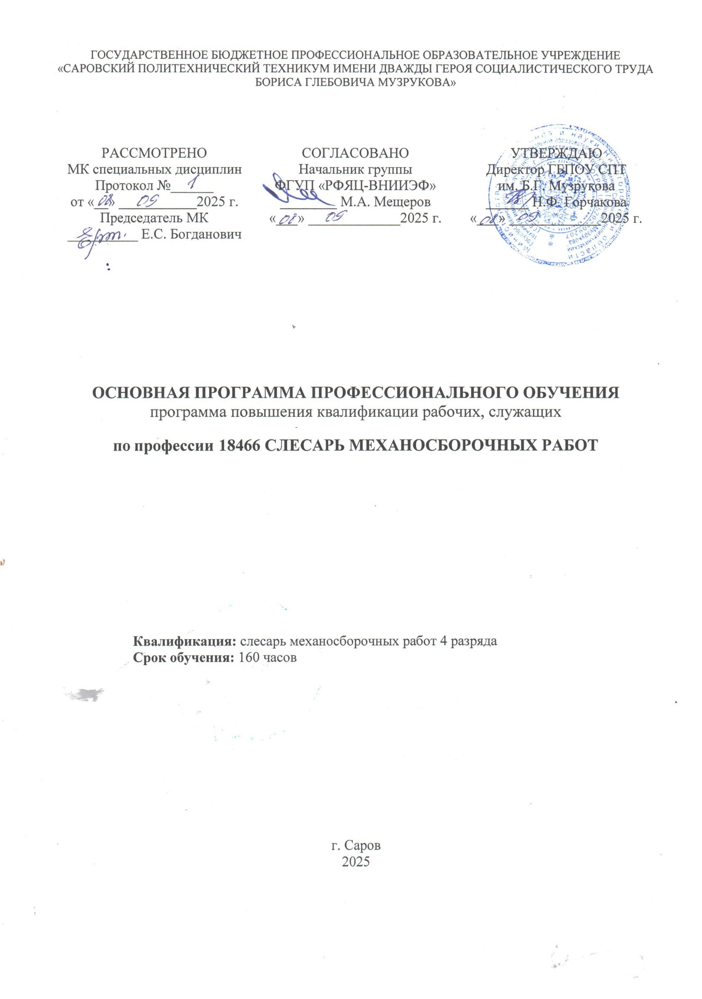 ГОСУДАРСТВЕННОЕ БЮДЖЕТНОЕ ПРОФЕССИОНАЛЬНОЕ ОБРАЗОВАТЕЛЬНОЕ УЧРЕЖДЕНИЕ
«САРОВСКИЙ ПОЛИТЕХНИЧЕСКИЙ ТЕХНИКУМ ИМЕНИ ДВАЖДЫ ГЕРОЯ СОЦИАЛИСТИЧЕСКОГО ТРУДА
БОРИСА ГЛЕБОВИЧА МУЗРУКОВА»
РАССМОТРЕНО
МК специальных дисциплин
Протокол № 1
от «08» 09 2025 г.
Председатель МК
Е.С. Богданович
СОГЛАСОВАНО
Начальник группы
ФГУП «РФЯЦ-ВНИИЭФ»
М.А. Мещеров
«08» 09 2025 г.
УТВЕРЖДАЮ
Директор ГБПОУ СПТ
им. Б.Г. Музрукова
Н.Ф. Горчакова
«08» 09 2025 г.
ОСНОВНАЯ ПРОГРАММА ПРОФЕССИОНАЛЬНОГО ОБУЧЕНИЯ
программа повышения квалификации рабочих, служащих
по профессии 18466 СЛЕСАРЬ МЕХАНОСБОРОЧНЫХ РАБОТ
Квалификация: слесарь механосборочных работ 4 разряда
Срок обучения: 160 часов
г. Саров
2025